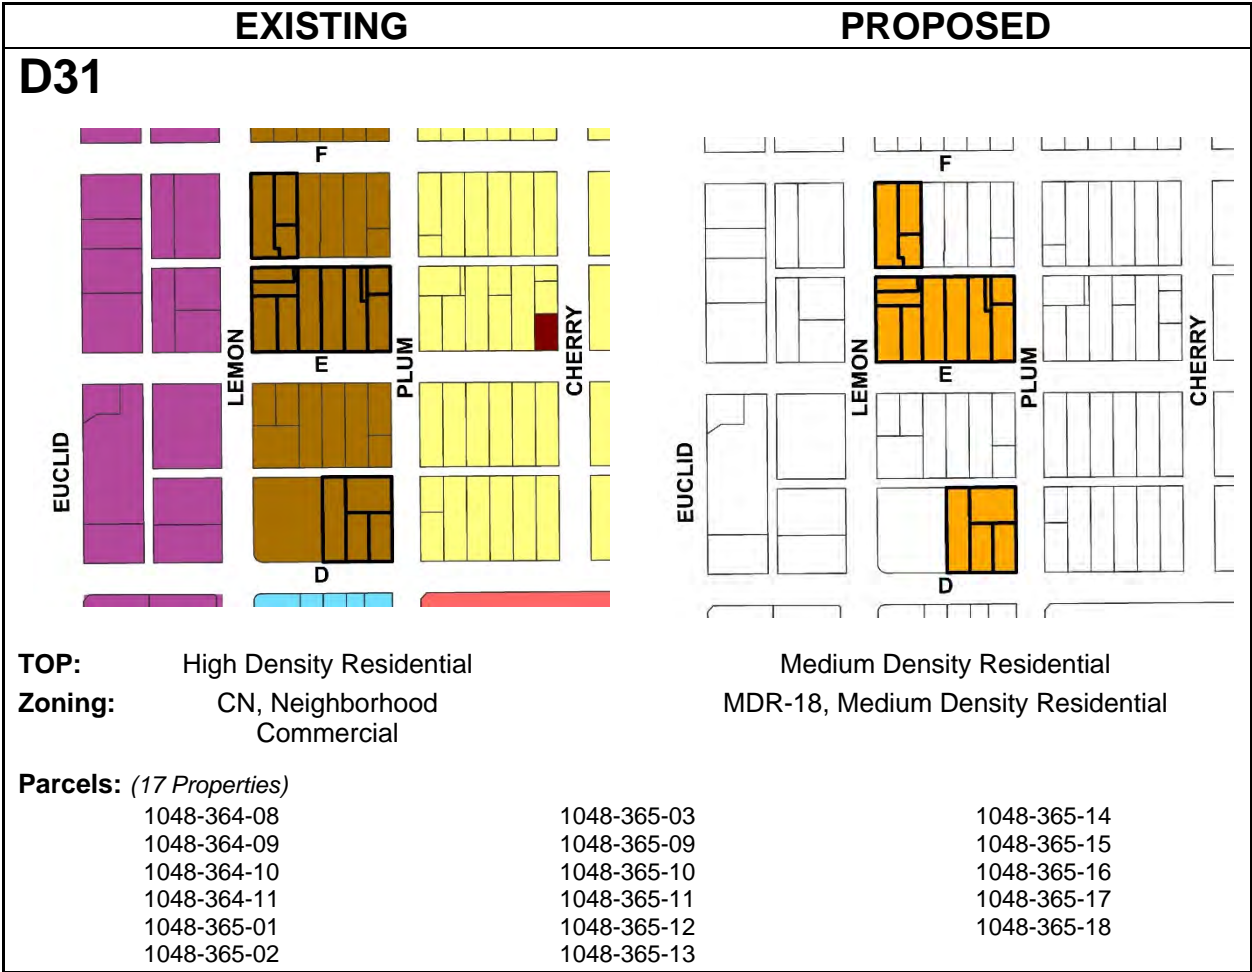 EXISTING
PROPOSED
D31
F
LEMON
E
PLUM
CHERRY
EUCLID
D
F
LEMON
E
PLUM
CHERRY
EUCLID
D
TOP: High Density Residential Medium Density Residential
Zoning: CN, Neighborhood MDR-18, Medium Density Residential
Commercial
Parcels: (17 Properties)
1048-364-08 1048-365-03 1048-365-14
1048-364-09 1048-365-09 1048-365-15
1048-364-10 1048-365-10 1048-365-16
1048-364-11 1048-365-11 1048-365-17
1048-365-01 1048-365-12 1048-365-18
1048-365-02 1048-365-13